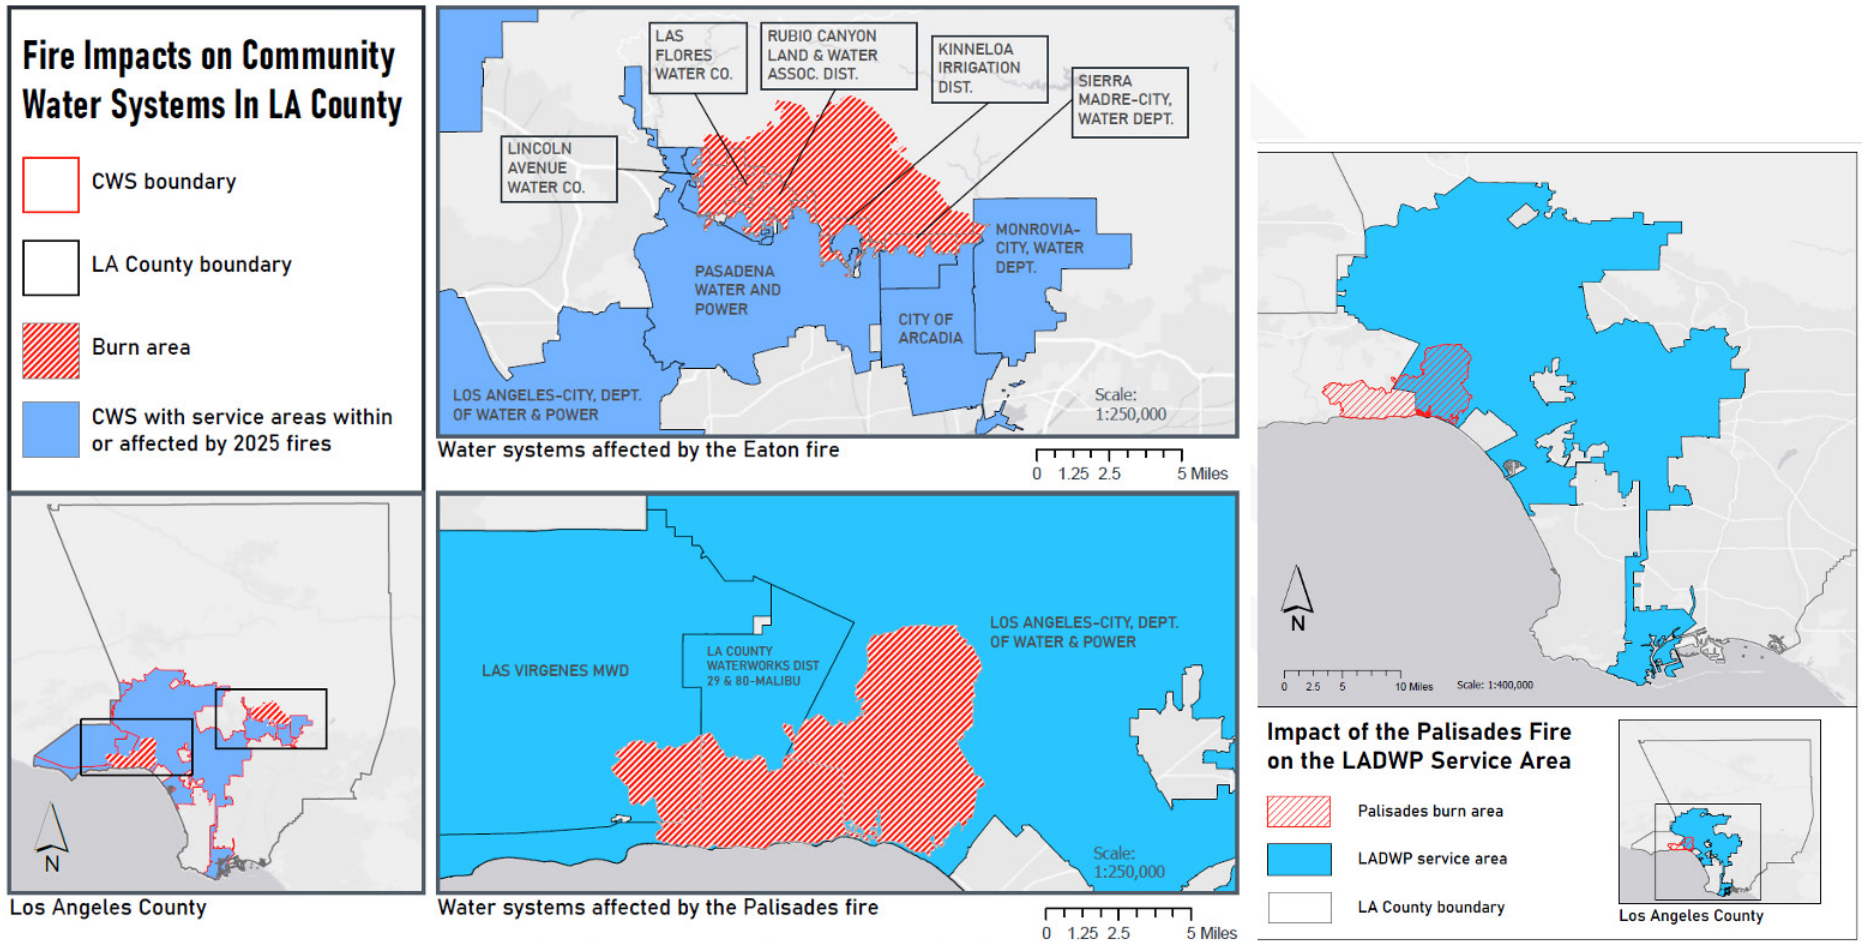 Fire Impacts on Community
Water Systems In LA County
CWS boundary
LA County boundary
Burn area
CWS with service areas within
or affected by 2025 fires
N
Los Angeles County
LAS
FLORES
WATER CO.
RUBIO CANYON
LAND & WATER
ASSOC. DIST.
KINNELOA
IRRIGATION
DIST.
SIERRA
MADRE-CITY,
WATER DEPT.
LINCOLN
AVENUE
WATER CO.
MONROVIA-
CITY, WATER
DEPT.
PASADENA
WATER AND
POWER
CITY OF
ARCADIA
LOS ANGELES-CITY, DEPT.
OF WATER & POWER
Scale:
1:250,000
Water systems affected by the Eaton fire
0 1.25 2.5 5 Miles
LOS ANGELES-CITY, DEPT.
OF WATER & POWER
LAS VIRGENES MWD
LA COUNTY
WATERWORKS DIST
29 & 80-MALIBU
Scale:
1:250,000
Water systems affected by the Palisades fire
0 1.25 2.5 5 Miles
N
0 2.5 5 10 Miles
Scale: 1:400,000
Impact of the Palisades Fire
on the LADWP Service Area
Palisades burn area
LADWP service area
LA County boundary
Los Angeles County